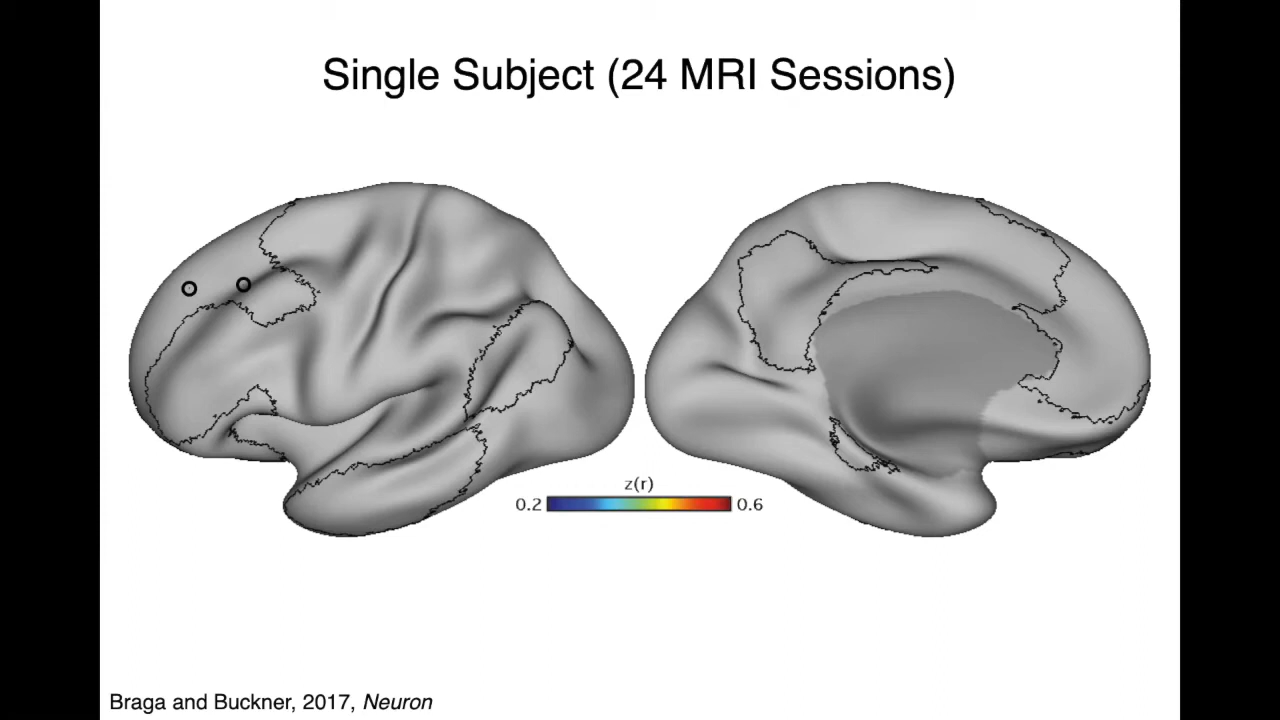 Single Subject (24 MRI Sessions)
z(r)
0.2 0.6
Braga and Buckner, 2017, Neuron